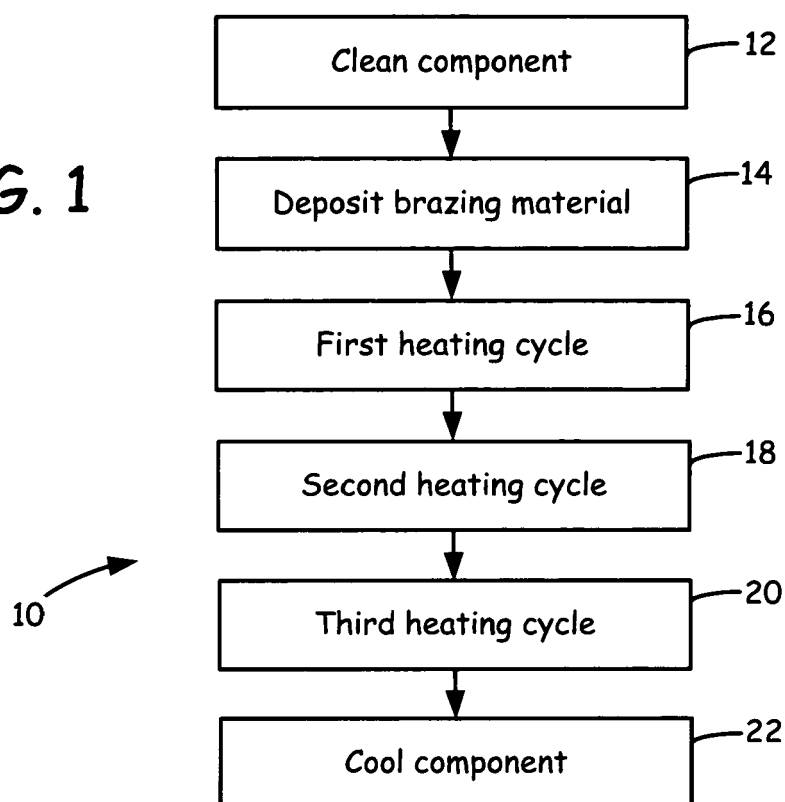 Clean component
12
G. 1
Deposit brazing material
14
First heating cycle
16
Second heating cycle
18
10
Third heating cycle
20
Cool component
22